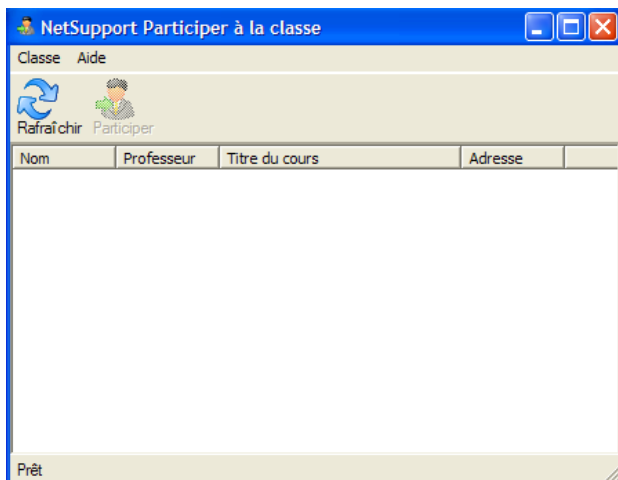 NetSupport Participer à la classe
Classe Aide
Rafraîchir Participer
Nom Professeur Titre du cours Adresse
Prêt